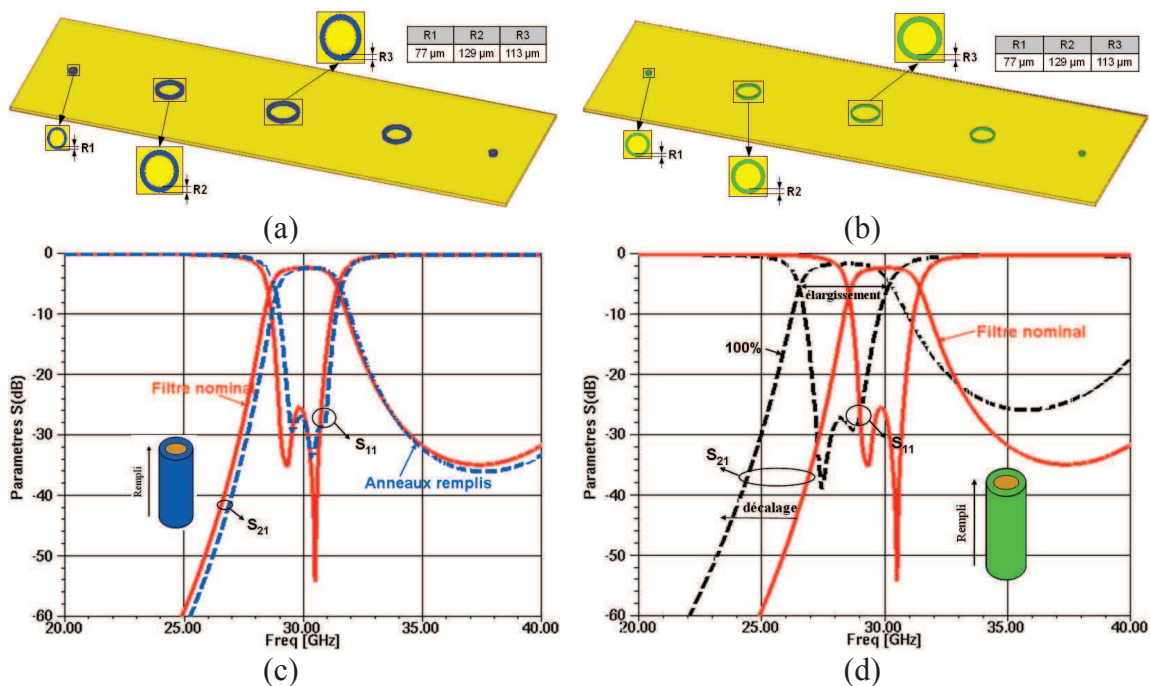 R1 R2 R3
77 µm 129 µm 113 µm
R3
R1
R2
(a)
R1 R2 R3
77 µm 129 µm 113 µm
R3
R1
R2
(b)
Parametres S(dB)
0
-10
-20
-30
-40
-50
-60
20.00 25.00 30.00 35.00 40.00
Freq [GHz]
Filtre nominal
Rempli
S21
S11
Anneaux remplis
(c)
Parametres S(dB)
0
-10
-20
-30
-40
-50
-60
20.00 25.00 30.00 35.00 40.00
Freq [GHz]
élargissement
100%
Filtre nominal
S11
S21
décalage
Rempli
(d)